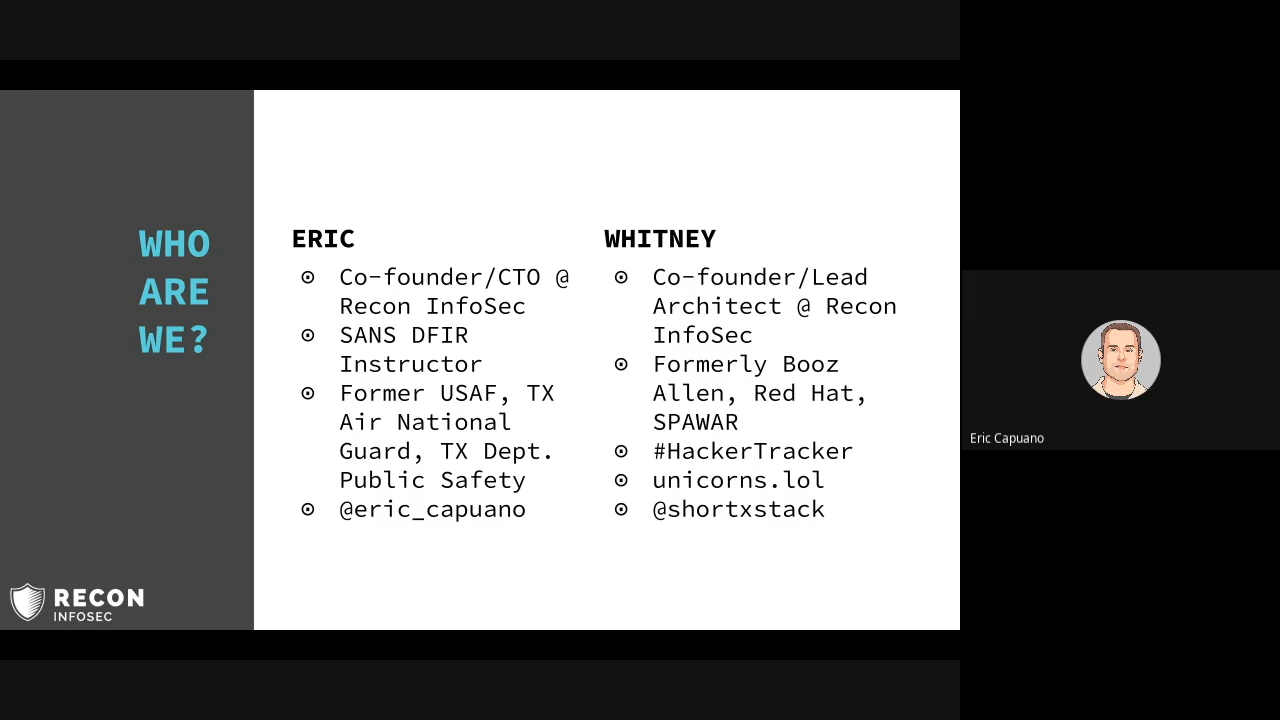 WHO
ARE
WE?
ERIC
⊙ Co-founder/CTO @
Recon InfoSec
⊙ SANS DFIR
Instructor
⊙ Former USAF, TX
Air National
Guard, TX Dept.
Public Safety
⊙ @eric_capuano
WHITNEY
⊙ Co-founder/Lead
Architect @ Recon
InfoSec
⊙ Formerly Booz
Allen, Red Hat,
SPAWAR
⊙ #HackerTracker
⊙ unicorns.lol
⊙ @shortxstack
RECON
INFOSEC
Eric Capuano